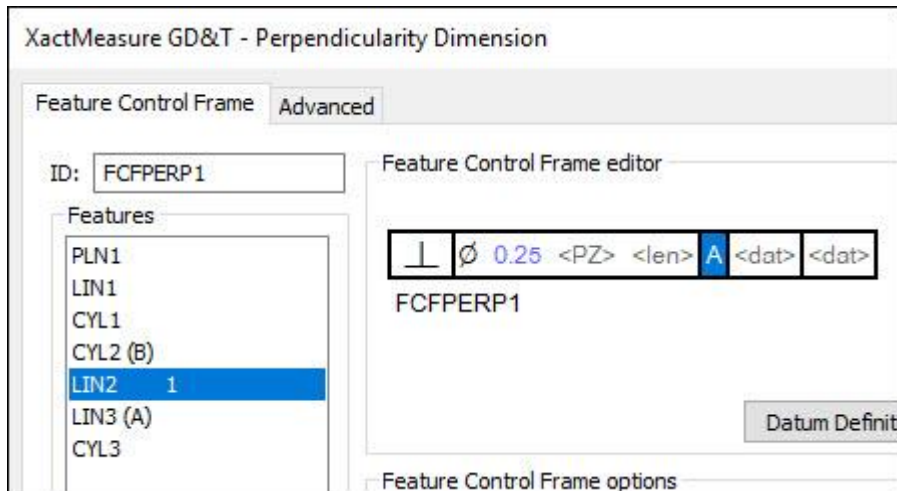 XactMeasure GD&T - Perpendicularity Dimension
Feature Control Frame Advanced
ID: FCFPERP1
Features
PLN1
LIN1
CYL1
CYL2 (B)
LIN2 1
LIN3 (A)
CYL3
Feature Control Frame editor
⊥ Ø 0.25 <PZ> <len> A <dat> <dat>
FCFPERP1
Datum Definit
Feature Control Frame options